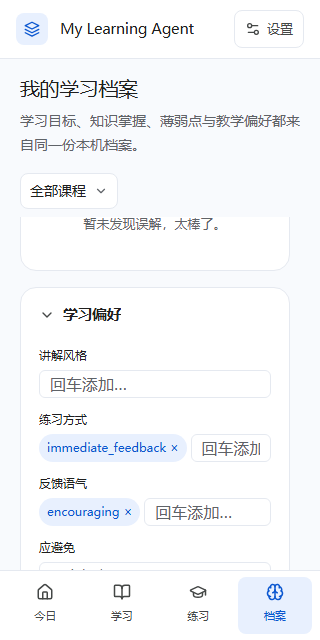 My Learning Agent
设置
我的学习档案
学习目标、知识掌握、薄弱点与教学偏好都来
自同一份本机档案。
全部课程
暂未发现误解，太棒了。
学习偏好
讲解风格
回车添加...
练习方式
immediate_feedback ×
回车添加
反馈语气
encouraging ×
回车添加...
应避免
今日
学习
练习
档案